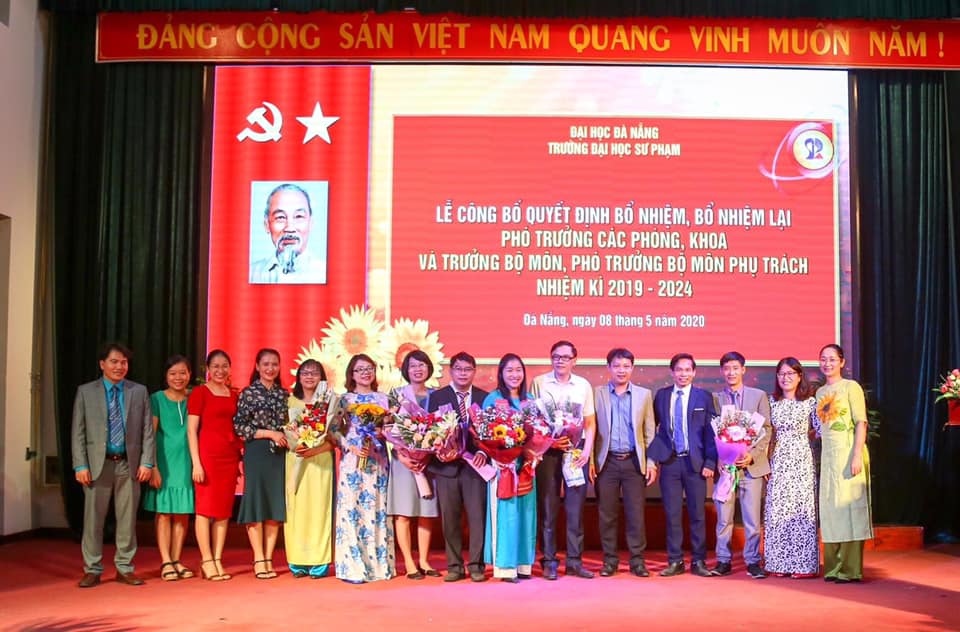 ĐẢNG CỘNG SẢN VIỆT NAM QUANG VINH MUÔN NĂM !
ĐẠI HỌC ĐÀ NẴNG
TRƯỜNG ĐẠI HỌC SƯ PHẠM
LỄ CÔNG BỐ QUYẾT ĐỊNH BỔ NHIỆM, BỔ NHIỆM LẠI
PHÓ TRƯỞNG CÁC PHÒNG, KHOA
VÀ TRƯỞNG BỘ MÔN, PHÓ TRƯỞNG BỘ MÔN PHỤ TRÁCH
NHIỆM KÌ 2019 - 2024
Đà Nẵng, ngày 08 tháng 5 năm 2020